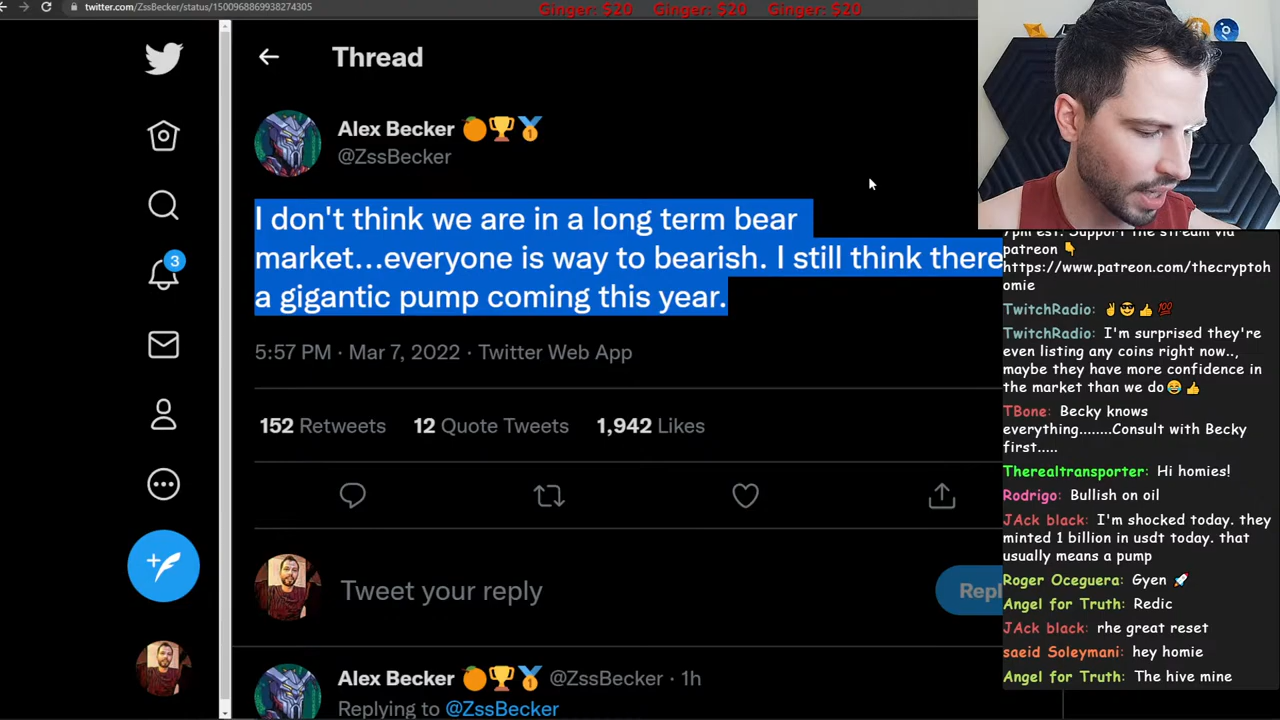 twitter.com/ZssBecker/status/1500968869938274305
Ginger: $20 Ginger: $20 Ginger: $20
Thread
Alex Becker 🍊🏆🥇
@ZssBecker
I don't think we are in a long term bear
market...everyone is way to bearish. I still think there
a gigantic pump coming this year.
5:57 PM · Mar 7, 2022 · Twitter Web App
152 Retweets 12 Quote Tweets 1,942 Likes
3
Tweet your reply
Repl
Alex Becker 🍊🏆🥇 @ZssBecker · 1h
Replying to @ZssBecker
7pm est. Support the stream via
patreon 👇
https://www.patreon.com/thecryptoh
omie
TwitchRadio: ✌😎👍💯
TwitchRadio: I'm surprised they're
even listing any coins right now..,
maybe they have more confidence in
the market than we do😂👍
TBone: Becky knows
everything........Consult with Becky
first.....
Therealtransporter: Hi homies!
Rodrigo: Bullish on oil
JAck black: I'm shocked today. they
minted 1 billion in usdt today. that
usually means a pump
Roger Oceguera: Gyen 🚀
Angel for Truth: Redic
JAck black: rhe great reset
saeid Soleymani: hey homie
Angel for Truth: The hive mine